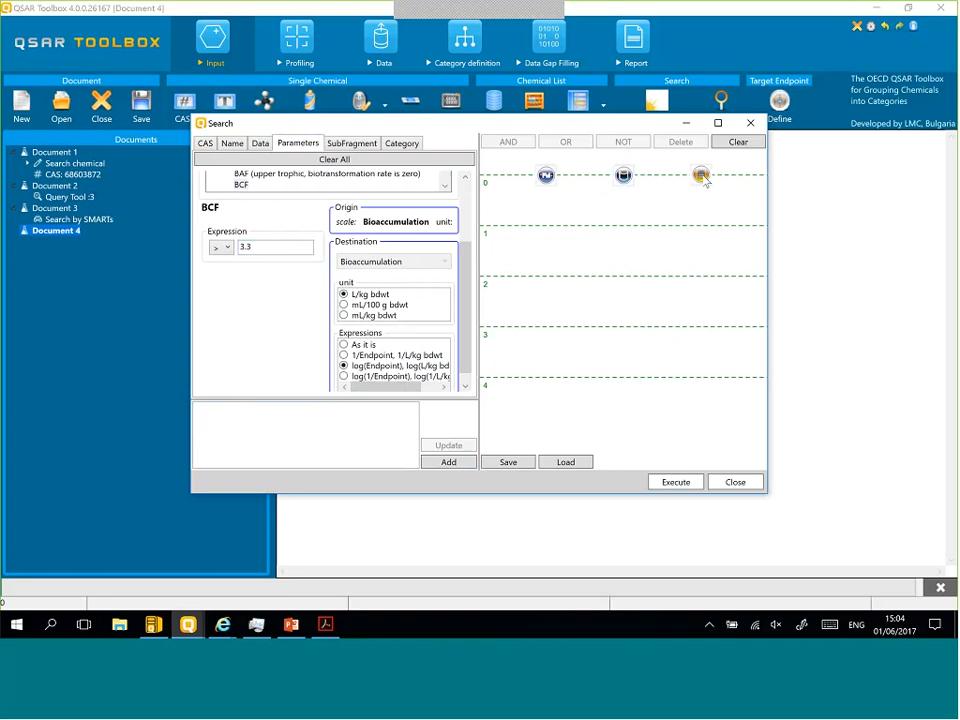 QSAR Toolbox 4.0.0.26167 [Document 4]
QSAR TOOLBOX
Input
Profiling
Data
Category definition
01010
01 0
10100
Data Gap Filling
Report
Document
Single Chemical
Chemical List
Search
Target Endpoint
The OECD QSAR Toolbox
for Grouping Chemicals
into Categories
Developed by LMC, Bulgaria
New
Open
Close
Save
CAS
Define
Documents
Document 1
Search chemical
CAS: 68603872
Document 2
Query Tool :3
Document 3
Search by SMARTs
Document 4
Search
CAS
Name
Data
Parameters
SubFragment
Category
Clear All
BAF (upper trophic, biotransformation rate is zero)
BCF
BCF
Expression
>
3.3
Origin
scale: Bioaccumulation unit:
Destination
Bioaccumulation
unit
L/kg bdwt
mL/100 g bdwt
mL/kg bdwt
Expressions
As it is
1/Endpoint, 1/L/kg bdwt
log(Endpoint), log(L/kg bd
log(1/Endpoint), log(1/L/k
Update
Add
AND
OR
NOT
Delete
Clear
0
1
2
3
4
Save
Load
Execute
Close
0
ENG
15:04
01/06/2017